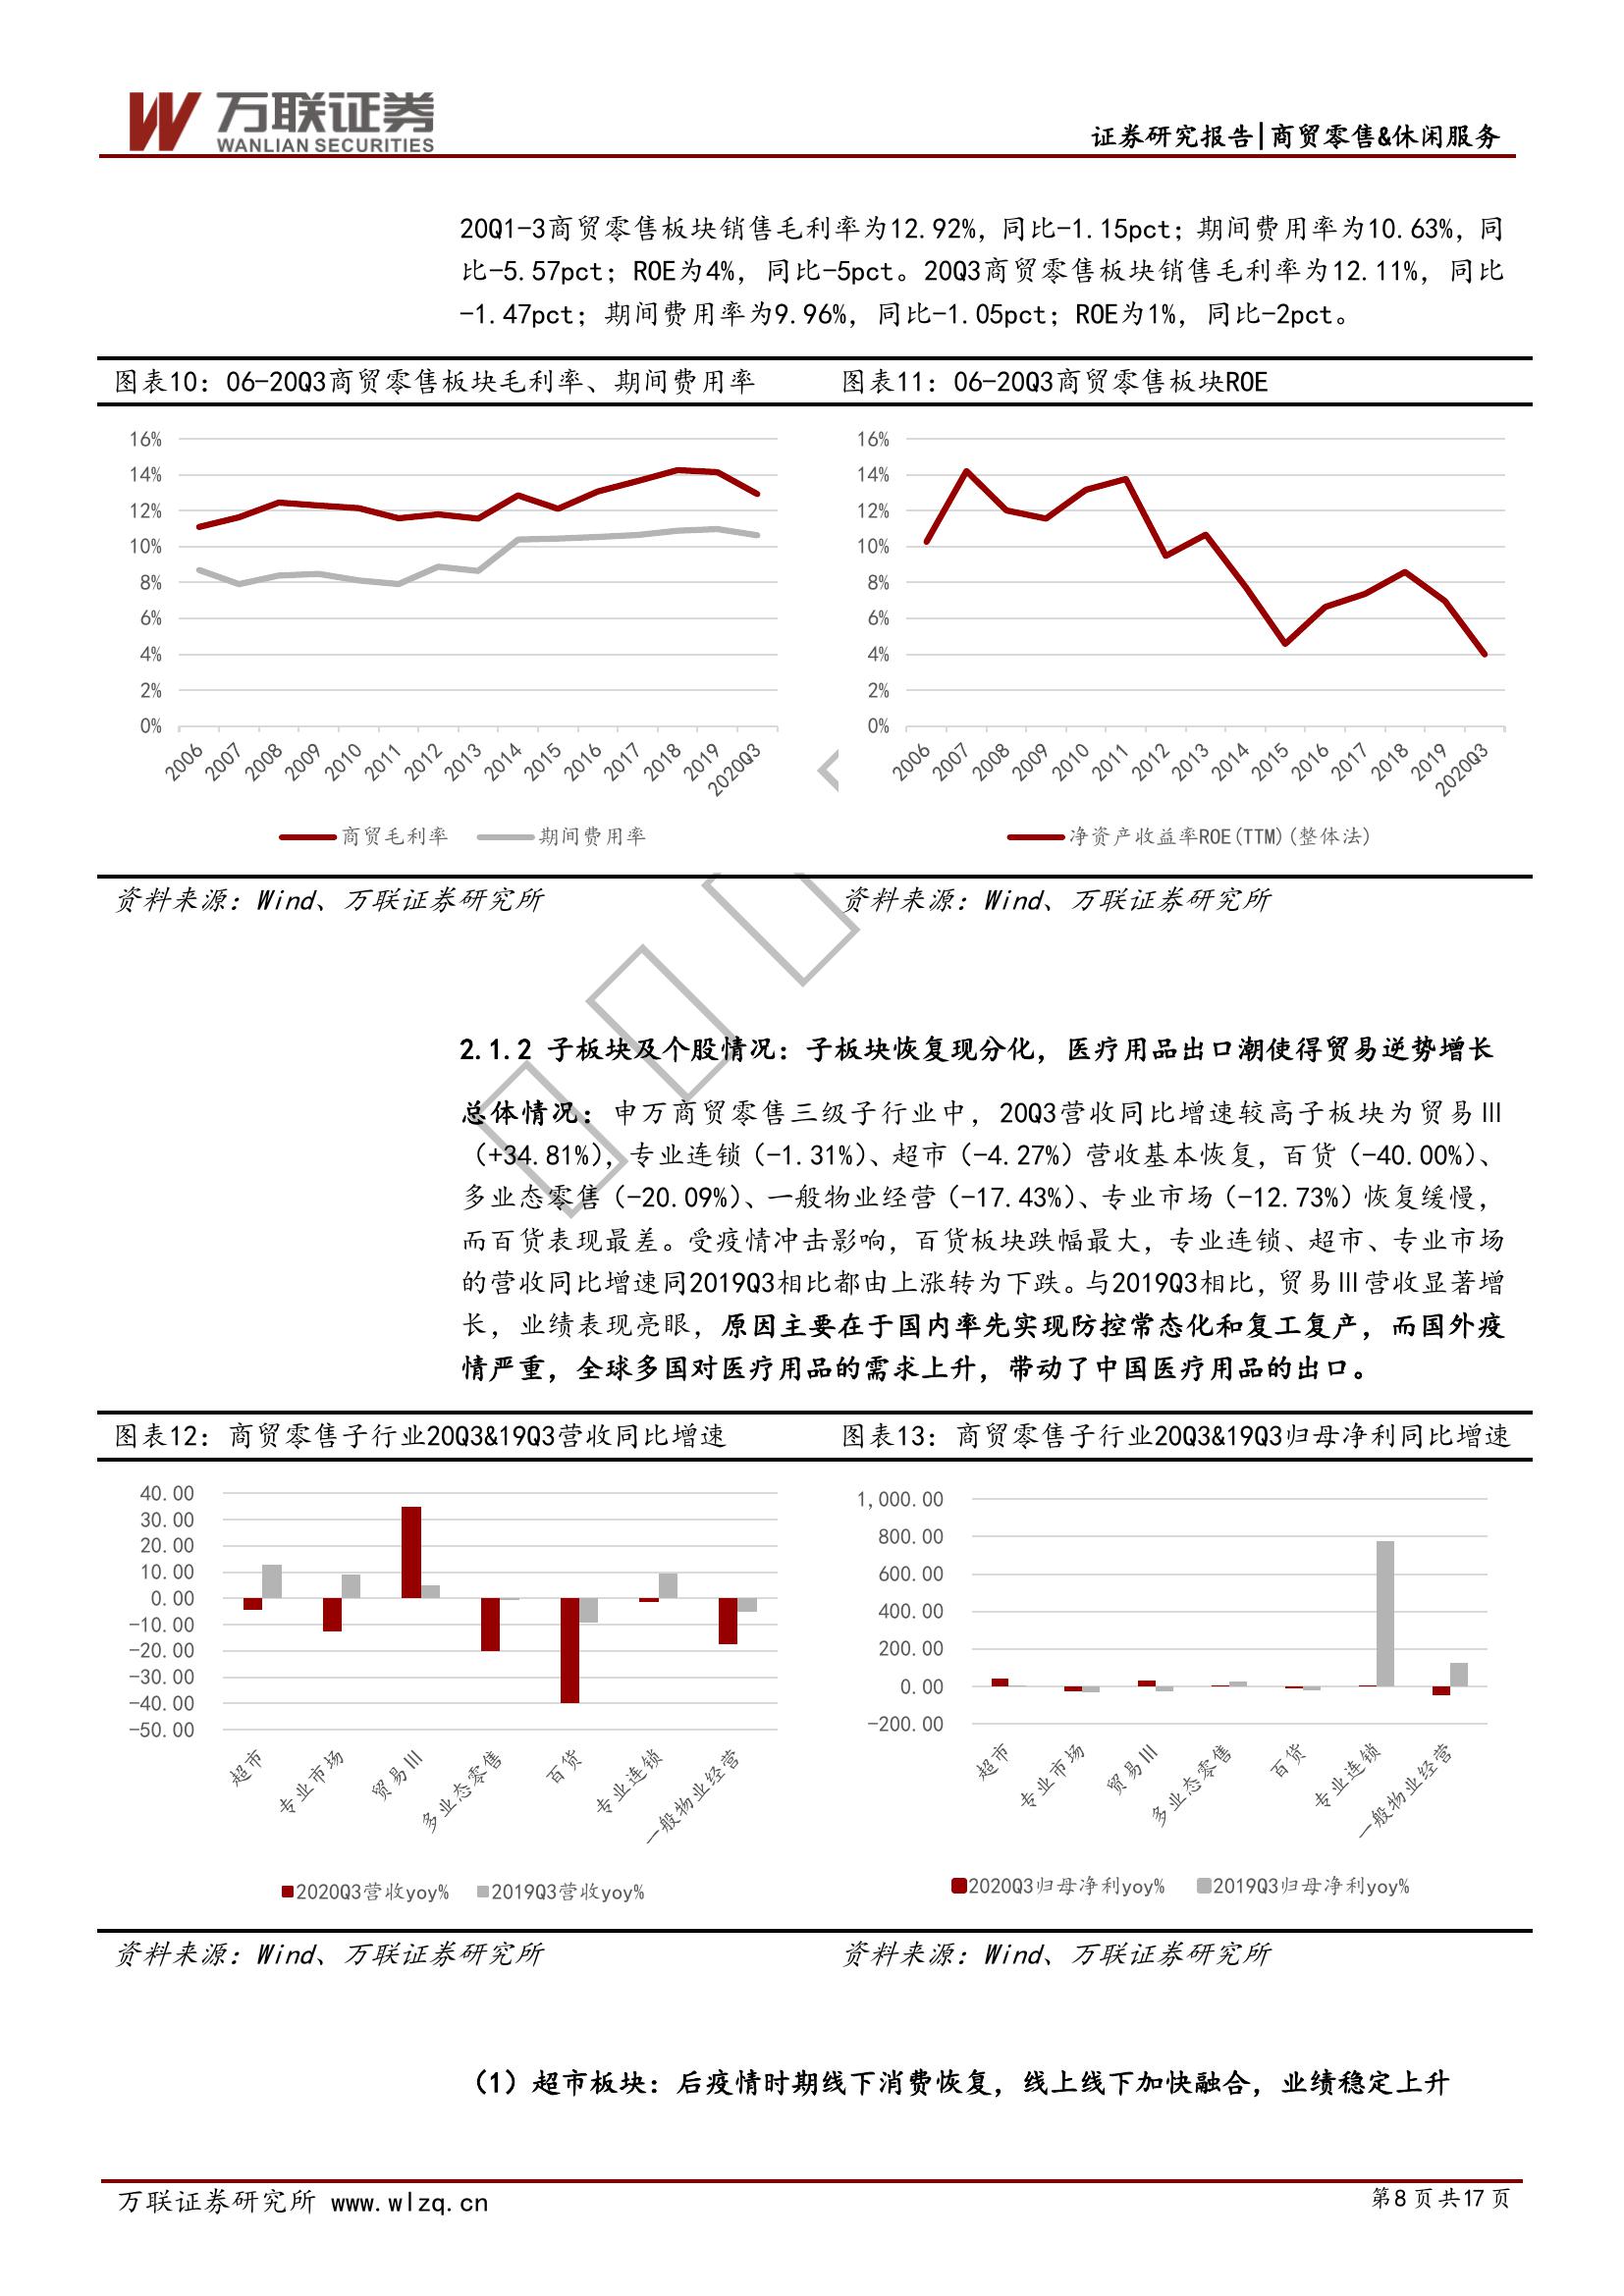 万联证券
WANLIAN SECURITIES
证券研究报告|商贸零售&休闲服务
20Q1-3商贸零售板块销售毛利率为12.92%，同比-1.15pct；期间费用率为10.63%，同
比-5.57pct；ROE为4%，同比-5pct。20Q3商贸零售板块销售毛利率为12.11%，同比
-1.47pct；期间费用率为9.96%，同比-1.05pct；ROE为1%，同比-2pct。
图表10：06-20Q3商贸零售板块毛利率、期间费用率
16%
14%
12%
10%
8%
6%
4%
2%
0%
2006 2007 2008 2009 2010 2011 2012 2013 2014 2015 2016 2017 2018 2019 2020Q3
商贸毛利率 期间费用率
资料来源：Wind、万联证券研究所
图表11：06-20Q3商贸零售板块ROE
16%
14%
12%
10%
8%
6%
4%
2%
0%
2006 2007 2008 2009 2010 2011 2012 2013 2014 2015 2016 2017 2018 2019 2020Q3
净资产收益率ROE(TTM)(整体法)
资料来源：Wind、万联证券研究所
2.1.2 子板块及个股情况：子板块恢复现分化，医疗用品出口潮使得贸易逆势增长
总体情况：申万商贸零售三级子行业中，20Q3营收同比增速较高子板块为贸易Ⅲ
（+34.81%），专业连锁（-1.31%）、超市（-4.27%）营收基本恢复，百货（-40.00%）、
多业态零售（-20.09%）、一般物业经营（-17.43%）、专业市场（-12.73%）恢复缓慢，
而百货表现最差。受疫情冲击影响，百货板块跌幅最大，专业连锁、超市、专业市场
的营收同比增速同2019Q3相比都由上涨转为下跌。与2019Q3相比，贸易Ⅲ营收显著增
长，业绩表现亮眼，原因主要在于国内率先实现防控常态化和复工复产，而国外疫
情严重，全球多国对医疗用品的需求上升，带动了中国医疗用品的出口。
图表12：商贸零售子行业20Q3&19Q3营收同比增速
40.00
30.00
20.00
10.00
0.00
-10.00
-20.00
-30.00
-40.00
-50.00
超市 专业市场 贸易Ⅲ 多业态零售 百货 专业连锁 一般物业经营
2020Q3营收yoy% 2019Q3营收yoy%
资料来源：Wind、万联证券研究所
图表13：商贸零售子行业20Q3&19Q3归母净利同比增速
1,000.00
800.00
600.00
400.00
200.00
0.00
-200.00
超市 专业市场 贸易Ⅲ 多业态零售 百货 专业连锁 一般物业经营
2020Q3归母净利yoy% 2019Q3归母净利yoy%
资料来源：Wind、万联证券研究所
（1）超市板块：后疫情时期线下消费恢复，线上线下加快融合，业绩稳定上升
万联证券研究所 www.wlzq.cn
第8页共17页